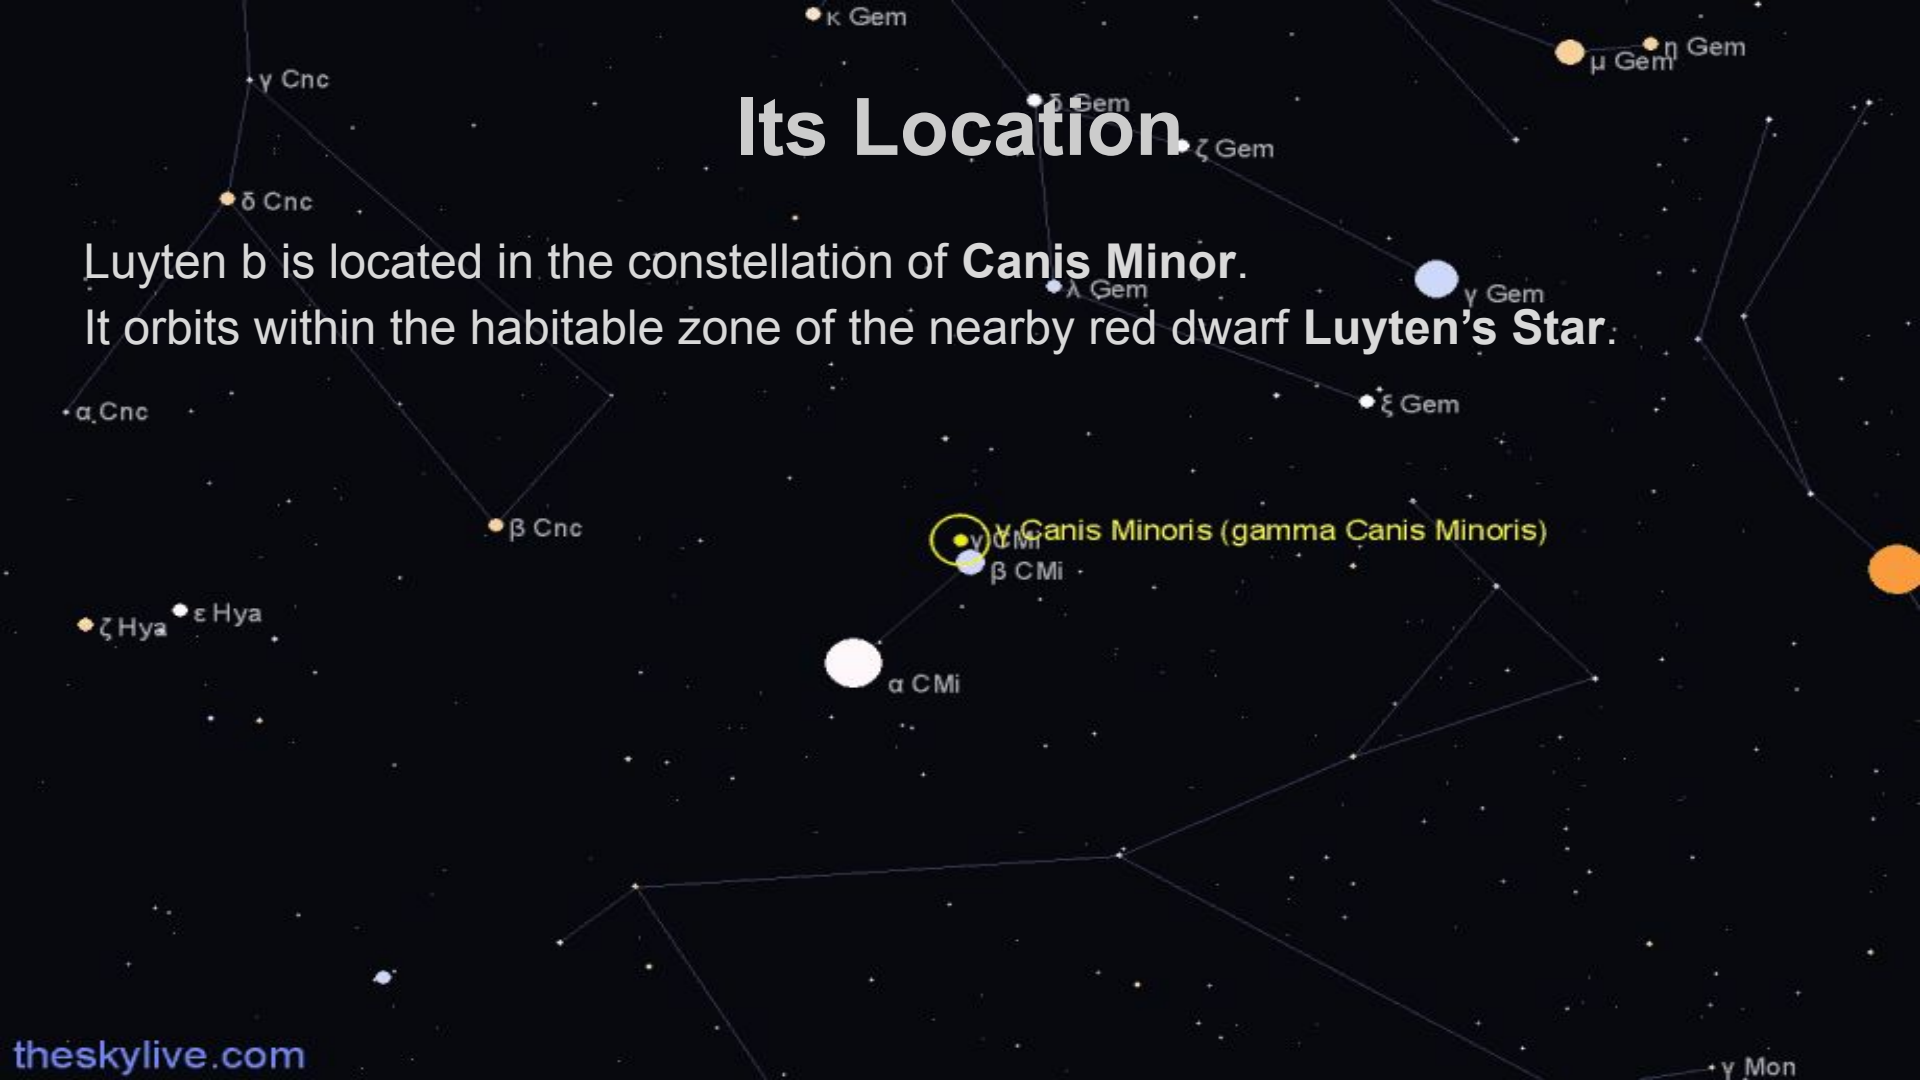 κ Gem
η Gem
μ Gem
γ Cnc
δ Gem
Its Location
ζ Gem
δ Cnc
Luyten b is located in the constellation of Canis Minor.
λ Gem
γ Gem
It orbits within the habitable zone of the nearby red dwarf Luyten’s Star.
α Cnc
ξ Gem
β Cnc
γ Canis Minoris (gamma Canis Minoris)
γ CMi
β CMi
ε Hya
ζ Hya
α CMi
theskylive.com
γ Mon